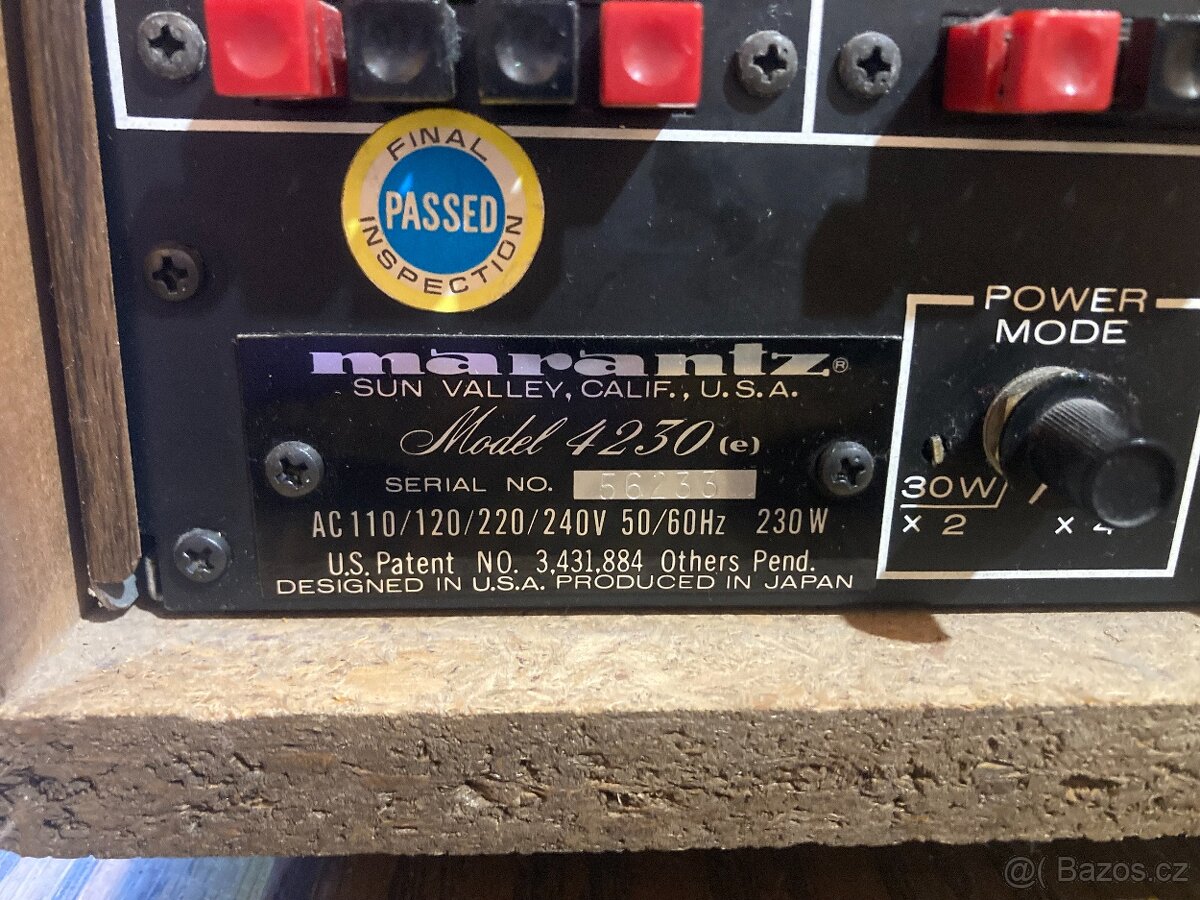 FINAL
PASSED
INSPECTION
POWER
MODE
marantz®
SUN VALLEY, CALIF., U.S.A.
Model 4230 (e)
SERIAL NO. 56233
AC 110/120/220/240V 50/60Hz 230W
U.S. Patent NO. 3,431,884 Others Pend.
DESIGNED IN U.S.A. PRODUCED IN JAPAN
30W
x 2
x 4
@( Bazos.cz